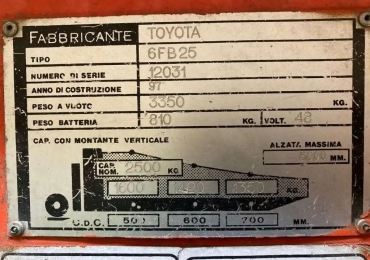 FABBRICANTE TOYOTA
TIPO 6FB25
NUMERO DI SERIE 12031
ANNO DI COSTRUZIONE 97
PESO A VUOTO 3350 KG.
PESO BATTERIA 810 KG. VOLT. 48
CAP. CON MONTANTE VERTICALE ALZATA MASSIMA
MM.
CAP. NOM. 2500 KG
1600
KG.
C.D.C. 500 600 700 MM.